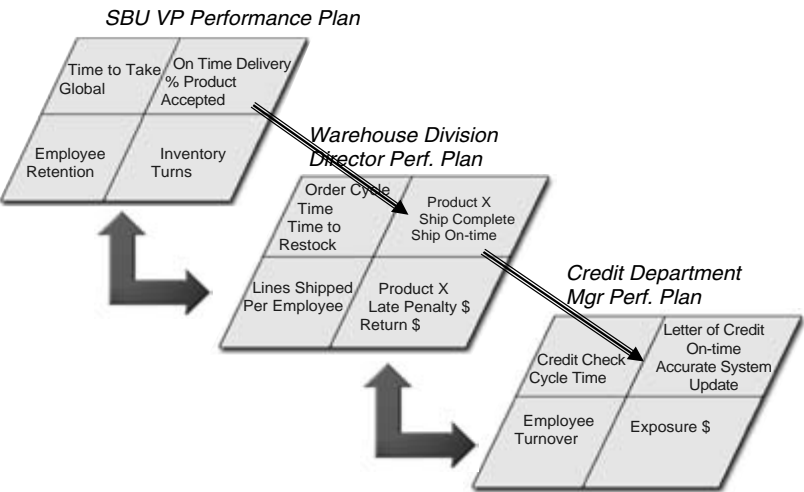 SBU VP Performance Plan
Time to Take
Global
On Time Delivery
% Product
Accepted
Employee
Retention
Inventory
Turns
Warehouse Division
Director Perf. Plan
Order Cycle
Time
Time to
Restock
Product X
Ship Complete
Ship On-time
Lines Shipped
Per Employee
Product X
Late Penalty $
Return $
Credit Department
Mgr Perf. Plan
Credit Check
Cycle Time
Letter of Credit
On-time
Accurate System
Update
Employee
Turnover
Exposure $